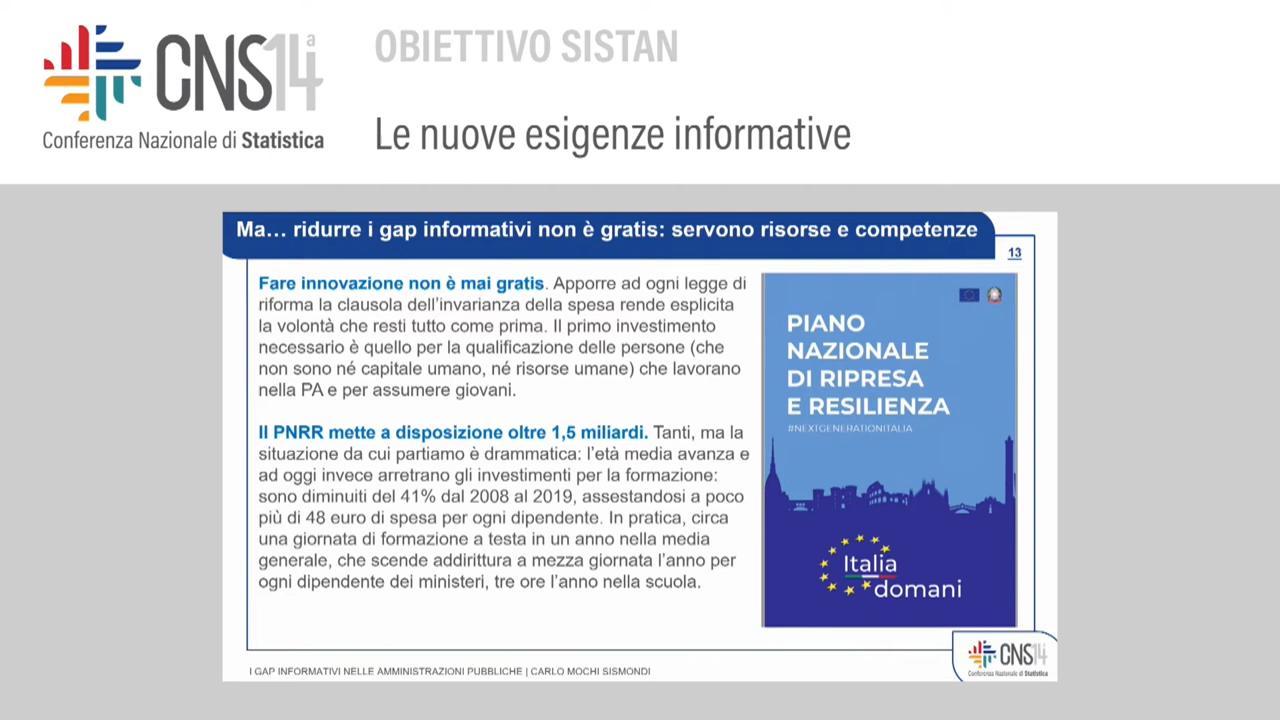 CNS14a
Conferenza Nazionale di Statistica
OBIETTIVO SISTAN
Le nuove esigenze informative
Ma… ridurre i gap informativi non è gratis: servono risorse e competenze
13
Fare innovazione non è mai gratis. Apporre ad ogni legge di
riforma la clausola dell'invarianza della spesa rende esplicita
la volontà che resti tutto come prima. Il primo investimento
necessario è quello per la qualificazione delle persone (che
non sono né capitale umano, né risorse umane) che lavorano
nella PA e per assumere giovani.
Il PNRR mette a disposizione oltre 1,5 miliardi. Tanti, ma la
situazione da cui partiamo è drammatica: l'età media avanza e
ad oggi invece arretrano gli investimenti per la formazione:
sono diminuiti del 41% dal 2008 al 2019, assestandosi a poco
più di 48 euro di spesa per ogni dipendente. In pratica, circa
una giornata di formazione a testa in un anno nella media
generale, che scende addirittura a mezza giornata l'anno per
ogni dipendente dei ministeri, tre ore l'anno nella scuola.
PIANO
NAZIONALE
DI RIPRESA
E RESILIENZA
#NEXTGENERATIONITALIA
Italia
domani
I GAP INFORMATIVI NELLE AMMINISTRAZIONI PUBBLICHE | CARLO MOCHI SISMONDI
CNS14
Conferenza Nazionale di Statistica